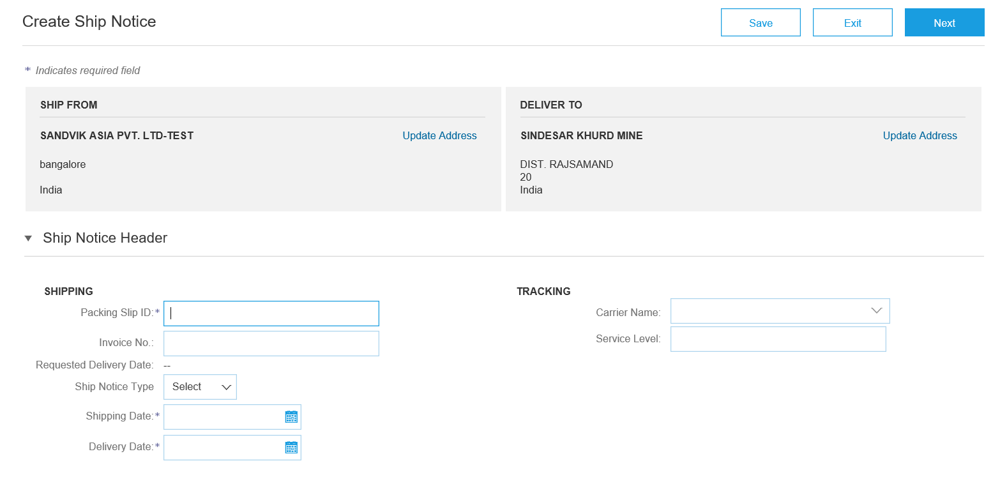 Create Ship Notice
Save
Exit
Next
* Indicates required field
SHIP FROM
SANDVIK ASIA PVT. LTD-TEST
Update Address
bangalore
India
DELIVER TO
SINDESAR KHURD MINE
Update Address
DIST. RAJSAMAND
20
India
Ship Notice Header
SHIPPING
Packing Slip ID:*
Invoice No.:
Requested Delivery Date: --
Ship Notice Type Select
Shipping Date:*
Delivery Date:*
TRACKING
Carrier Name:
Service Level: